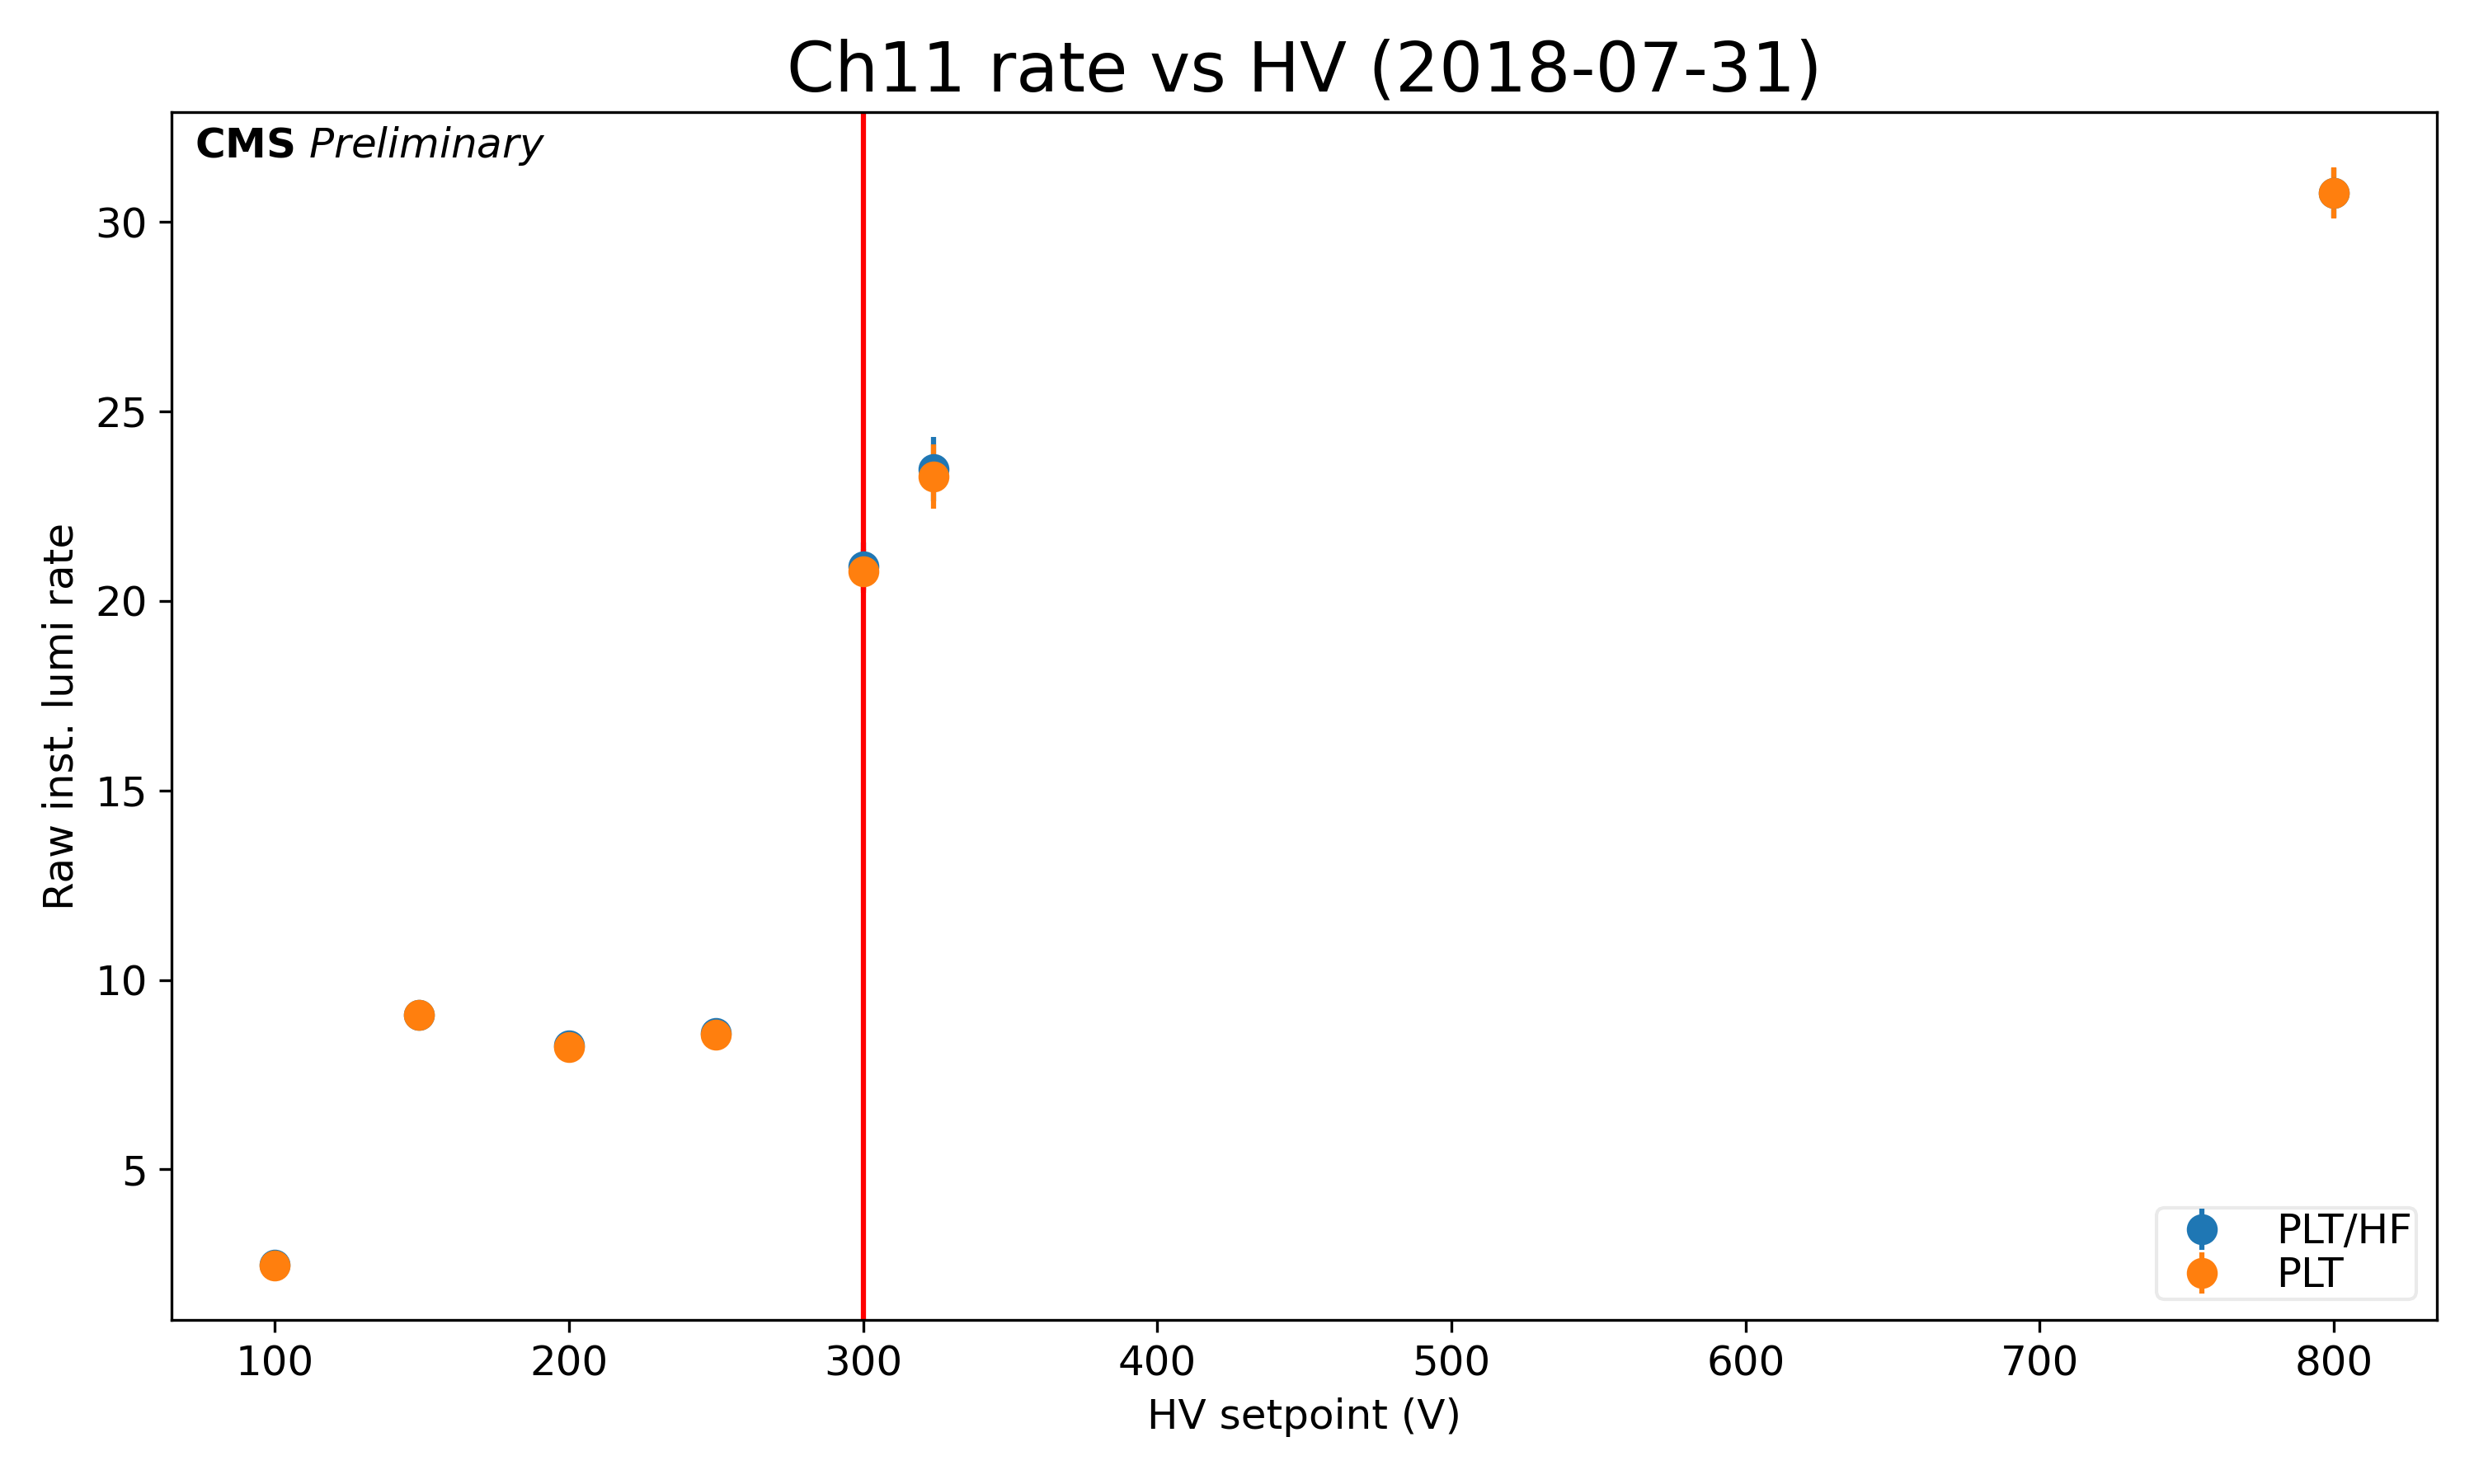 Ch11 rate vs HV (2018-07-31)
CMS Preliminary
Raw inst. lumi rate
30
25
20
15
10
5
100 200 300 400 500 600 700 800
HV setpoint (V)
PLT/HF
PLT